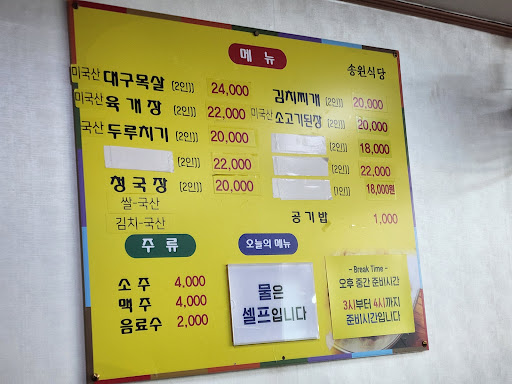 메뉴
송원식당
미국산 대구목살 (2인)) 24,000
미국산 육개장 (2인)) 22,000
국산 두루치기 (2인)) 20,000
(2인)) 22,000
청국장 (2인)) 20,000
쌀-국산
김치-국산
김치찌개 (2인)) 20,000
미국산 소고기된장 (2인)) 20,000
(2인)) 18,000
(2인)) 22,000
(1인)) 18,000원
공기밥 1,000
주류
소주 4,000
맥주 4,000
음료수 2,000
오늘의 메뉴
물은
셀프입니다
- Break Time -
오후 중간 준비시간
3시부터 4시까지
준비시간입니다